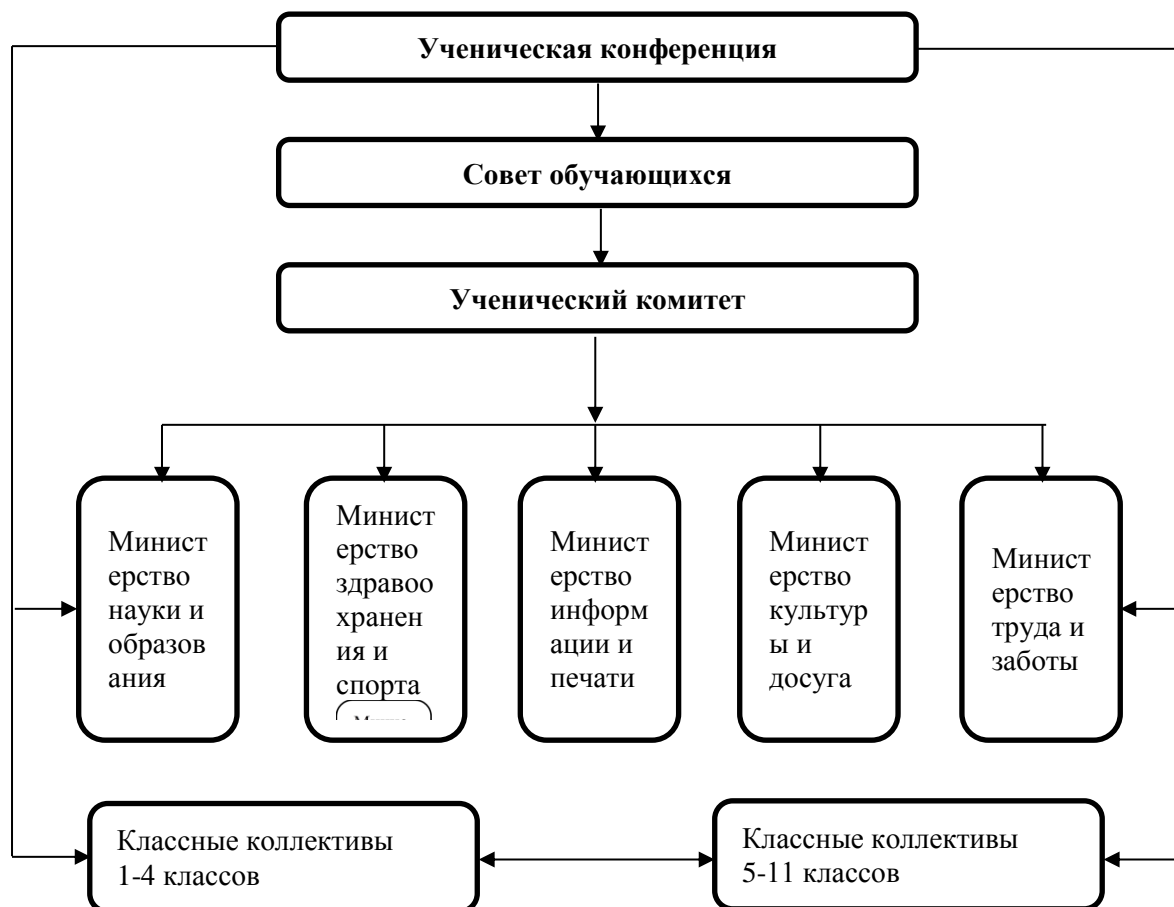 Ученическая конференция
Совет обучающихся
Ученический комитет
Минист
ерство
науки и
образов
ания
Минист
ерство
здравоо
хранен
ия и
спорта
Минист
ерство
информ
ации и
печати
Минист
ерство
культур
ы и
досуга
Минист
ерство
труда и
заботы
Классные коллективы
1-4 классов
Классные коллективы
5-11 классов